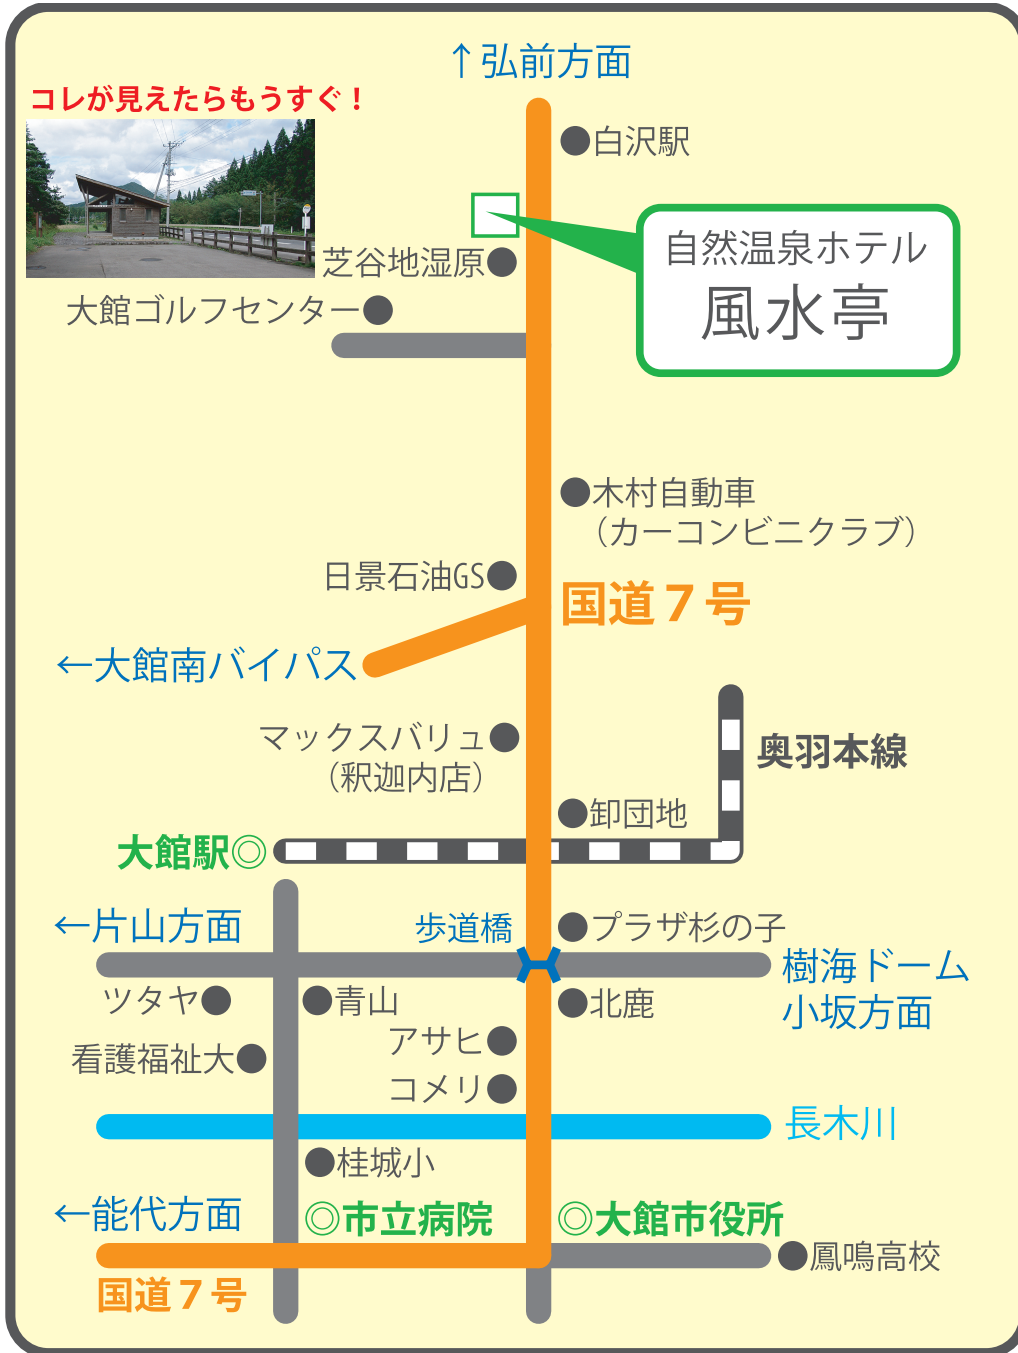 ↑弘前方面
コレが見えたらもうすぐ！
●白沢駅
自然温泉ホテル
風水亭
芝谷地湿原●
大館ゴルフセンター●
●木村自動車
（カーコンビニクラブ）
日景石油GS●
国道７号
←大館南バイパス
マックスバリュ●
（釈迦内店）
奥羽本線
●卸団地
大館駅◎
←片山方面
歩道橋
●プラザ杉の子
樹海ドーム
小坂方面
ツタヤ●
●青山
●北鹿
アサヒ●
看護福祉大●
コメリ●
長木川
●桂城小
←能代方面
◎市立病院
◎大館市役所
●鳳鳴高校
国道７号